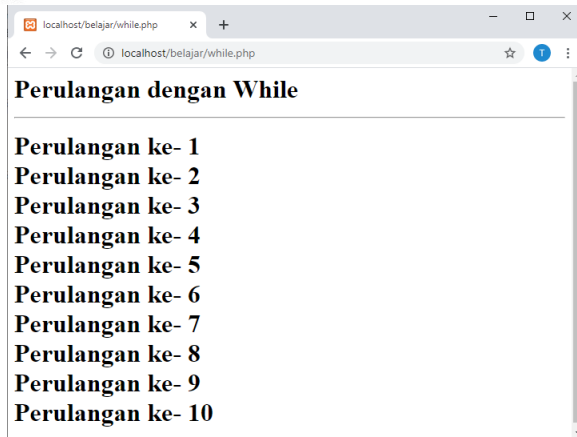 localhost/belajar/while.php
localhost/belajar/while.php
T
Perulangan dengan While
Perulangan ke- 1
Perulangan ke- 2
Perulangan ke- 3
Perulangan ke- 4
Perulangan ke- 5
Perulangan ke- 6
Perulangan ke- 7
Perulangan ke- 8
Perulangan ke- 9
Perulangan ke- 10